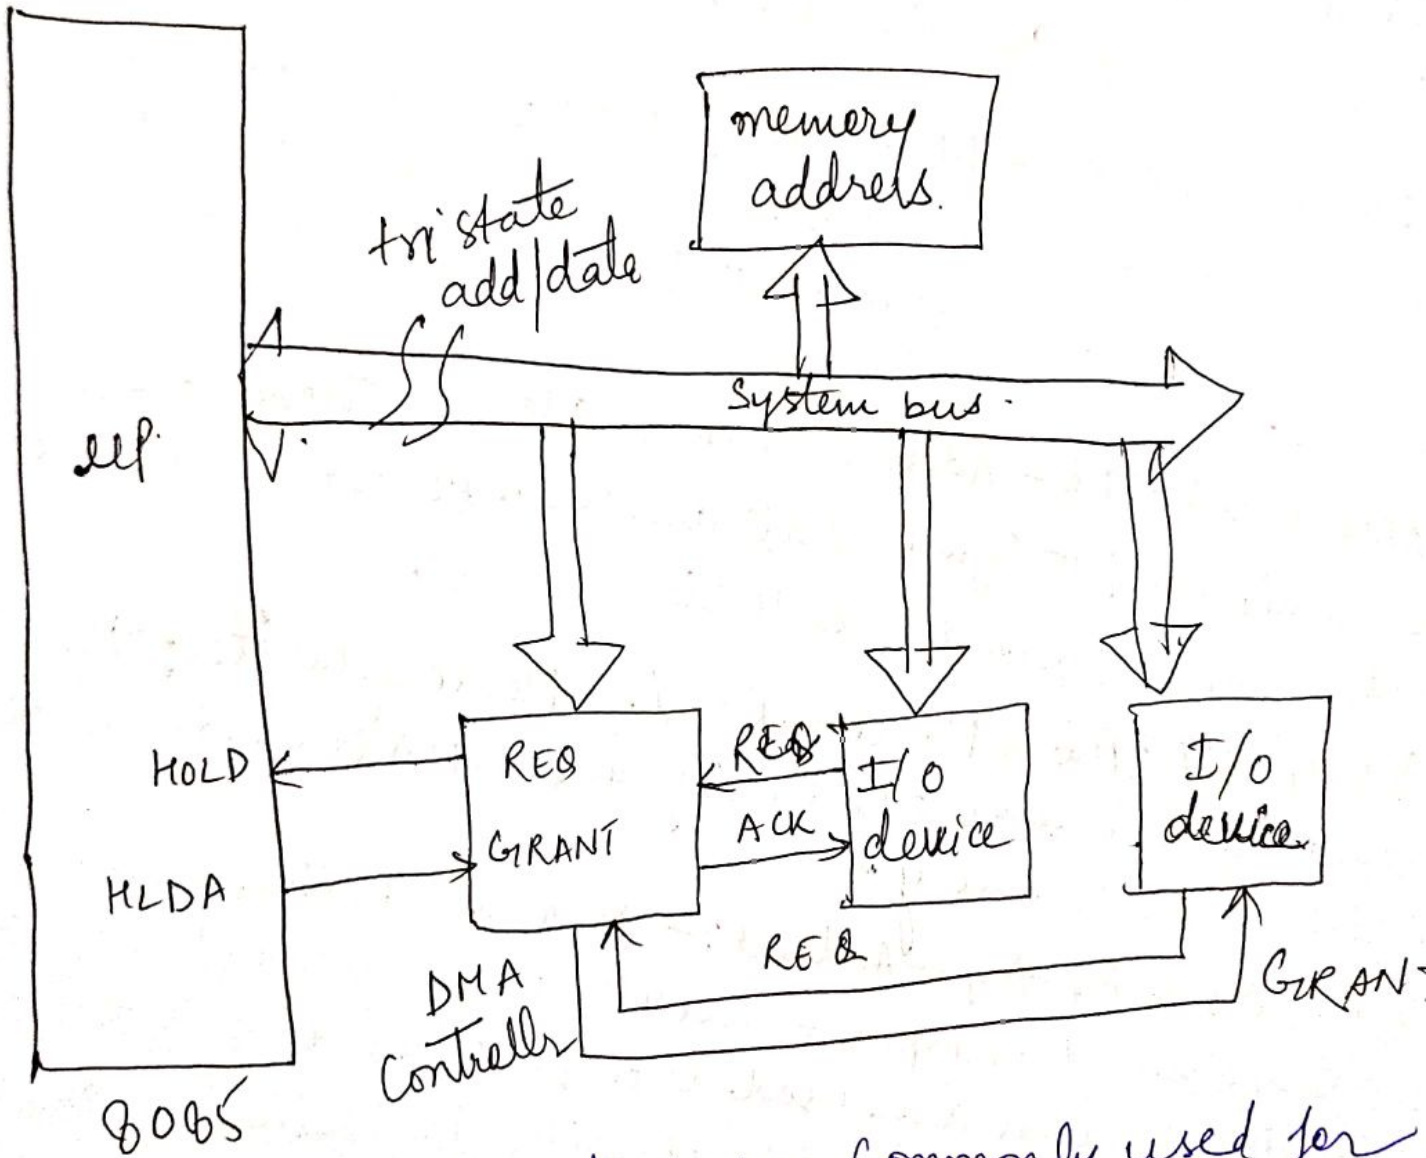 memory
address.
tri state
add/data
System bus.
μp.
HOLD
HLDA
REQ
GRANT
REQ
ACK
I/O
device
I/O
device
REQ
GRANT
DMA
Controller
8085
Commonly used for